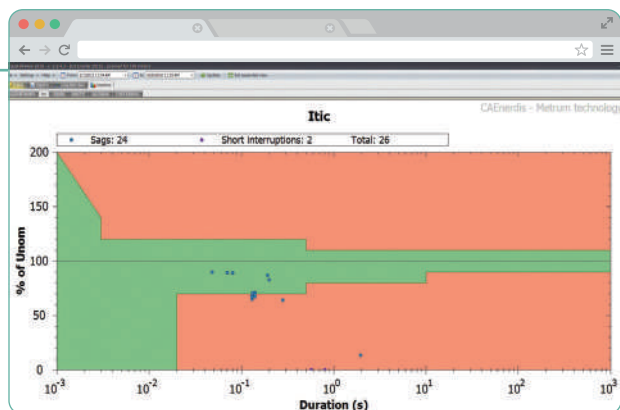 CAEnerdis - Metrum technology
Itic
Sags: 24 Short interruptions: 2 Total: 26
% of Unom
200
150
100
50
0
10-3 10-2 10-1 100 101 102 103
Duration (s)